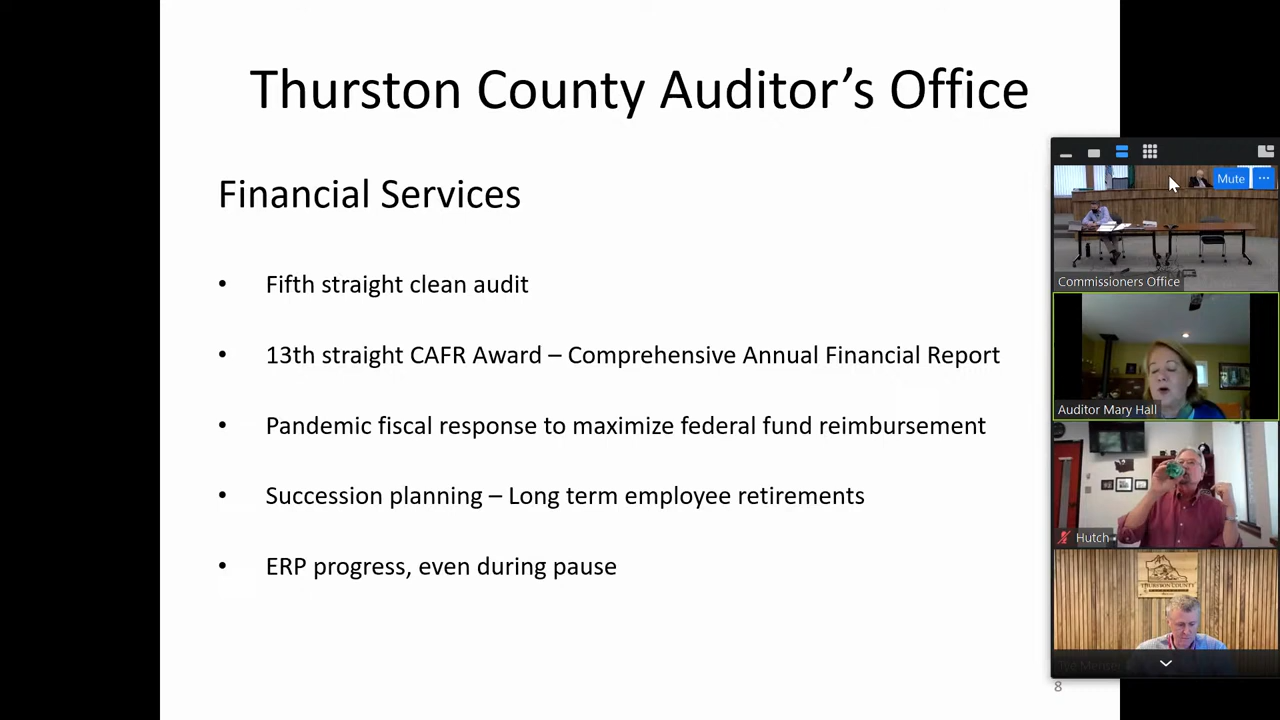 Thurston County Auditor's Office
Financial Services
• Fifth straight clean audit
• 13th straight CAFR Award – Comprehensive Annual Financial Report
• Pandemic fiscal response to maximize federal fund reimbursement
• Succession planning – Long term employee retirements
• ERP progress, even during pause
8
Mute
Commissioners Office
Auditor Mary Hall
Hutch
THURSTON COUNTY